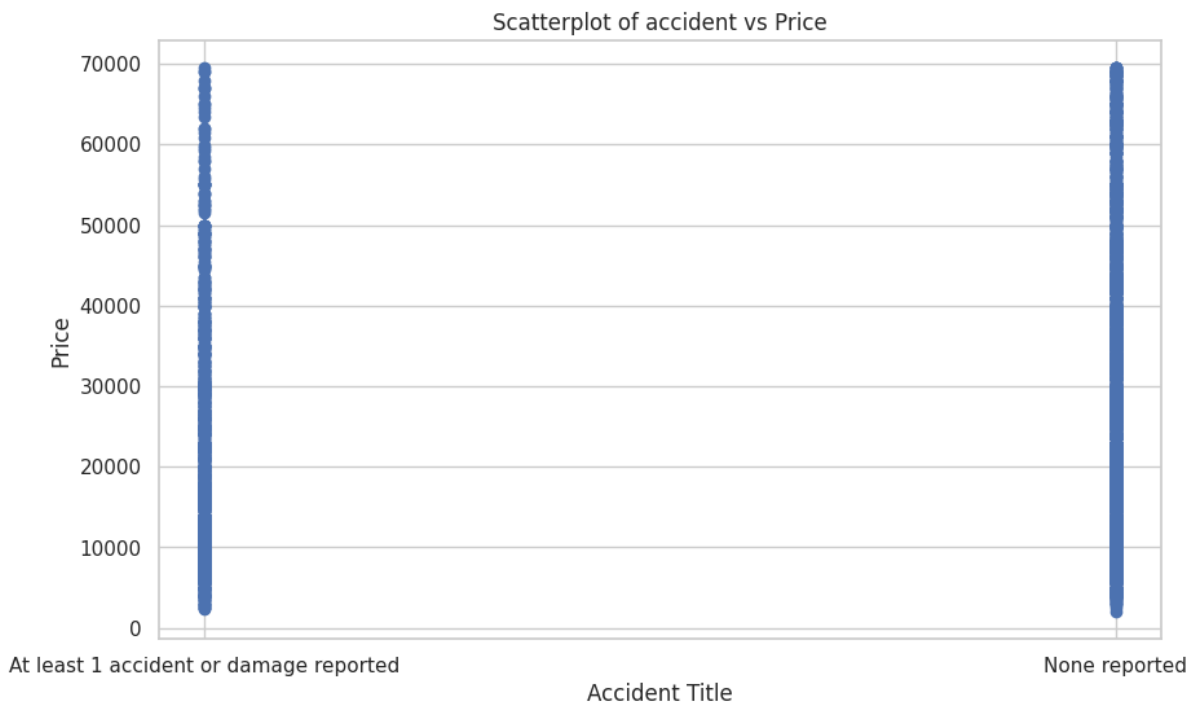 Scatterplot of accident vs Price
70000
60000
50000
40000
30000
20000
10000
0
Price
At least 1 accident or damage reported
None reported
Accident Title